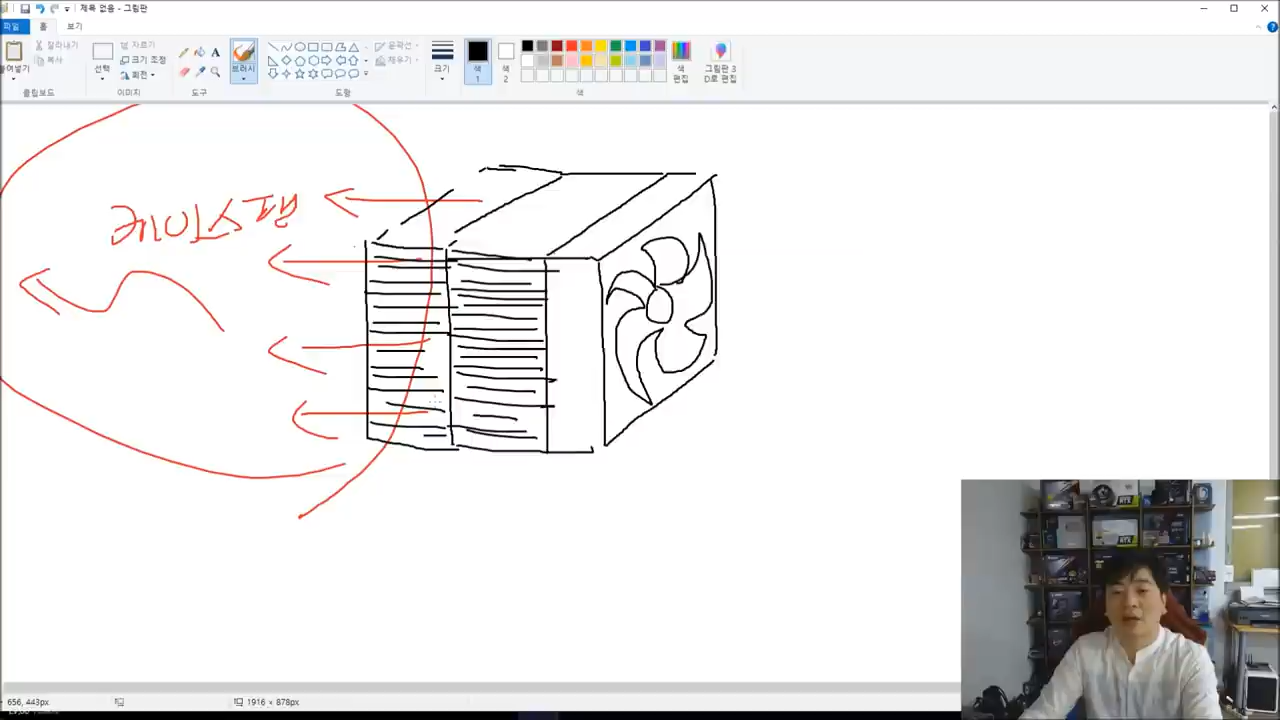 제목 없음 - 그림판
파일 홈 보기
잘라내기
복사
붙여넣기
클립보드
선택
자르기
크기 조정
회전
이미지
도구
브러시
윤곽선
채우기
도형
크기
색 1
색 2
색 편집
그림판 3D로 편집
색
케이스팬
656, 443px
1916 × 878px